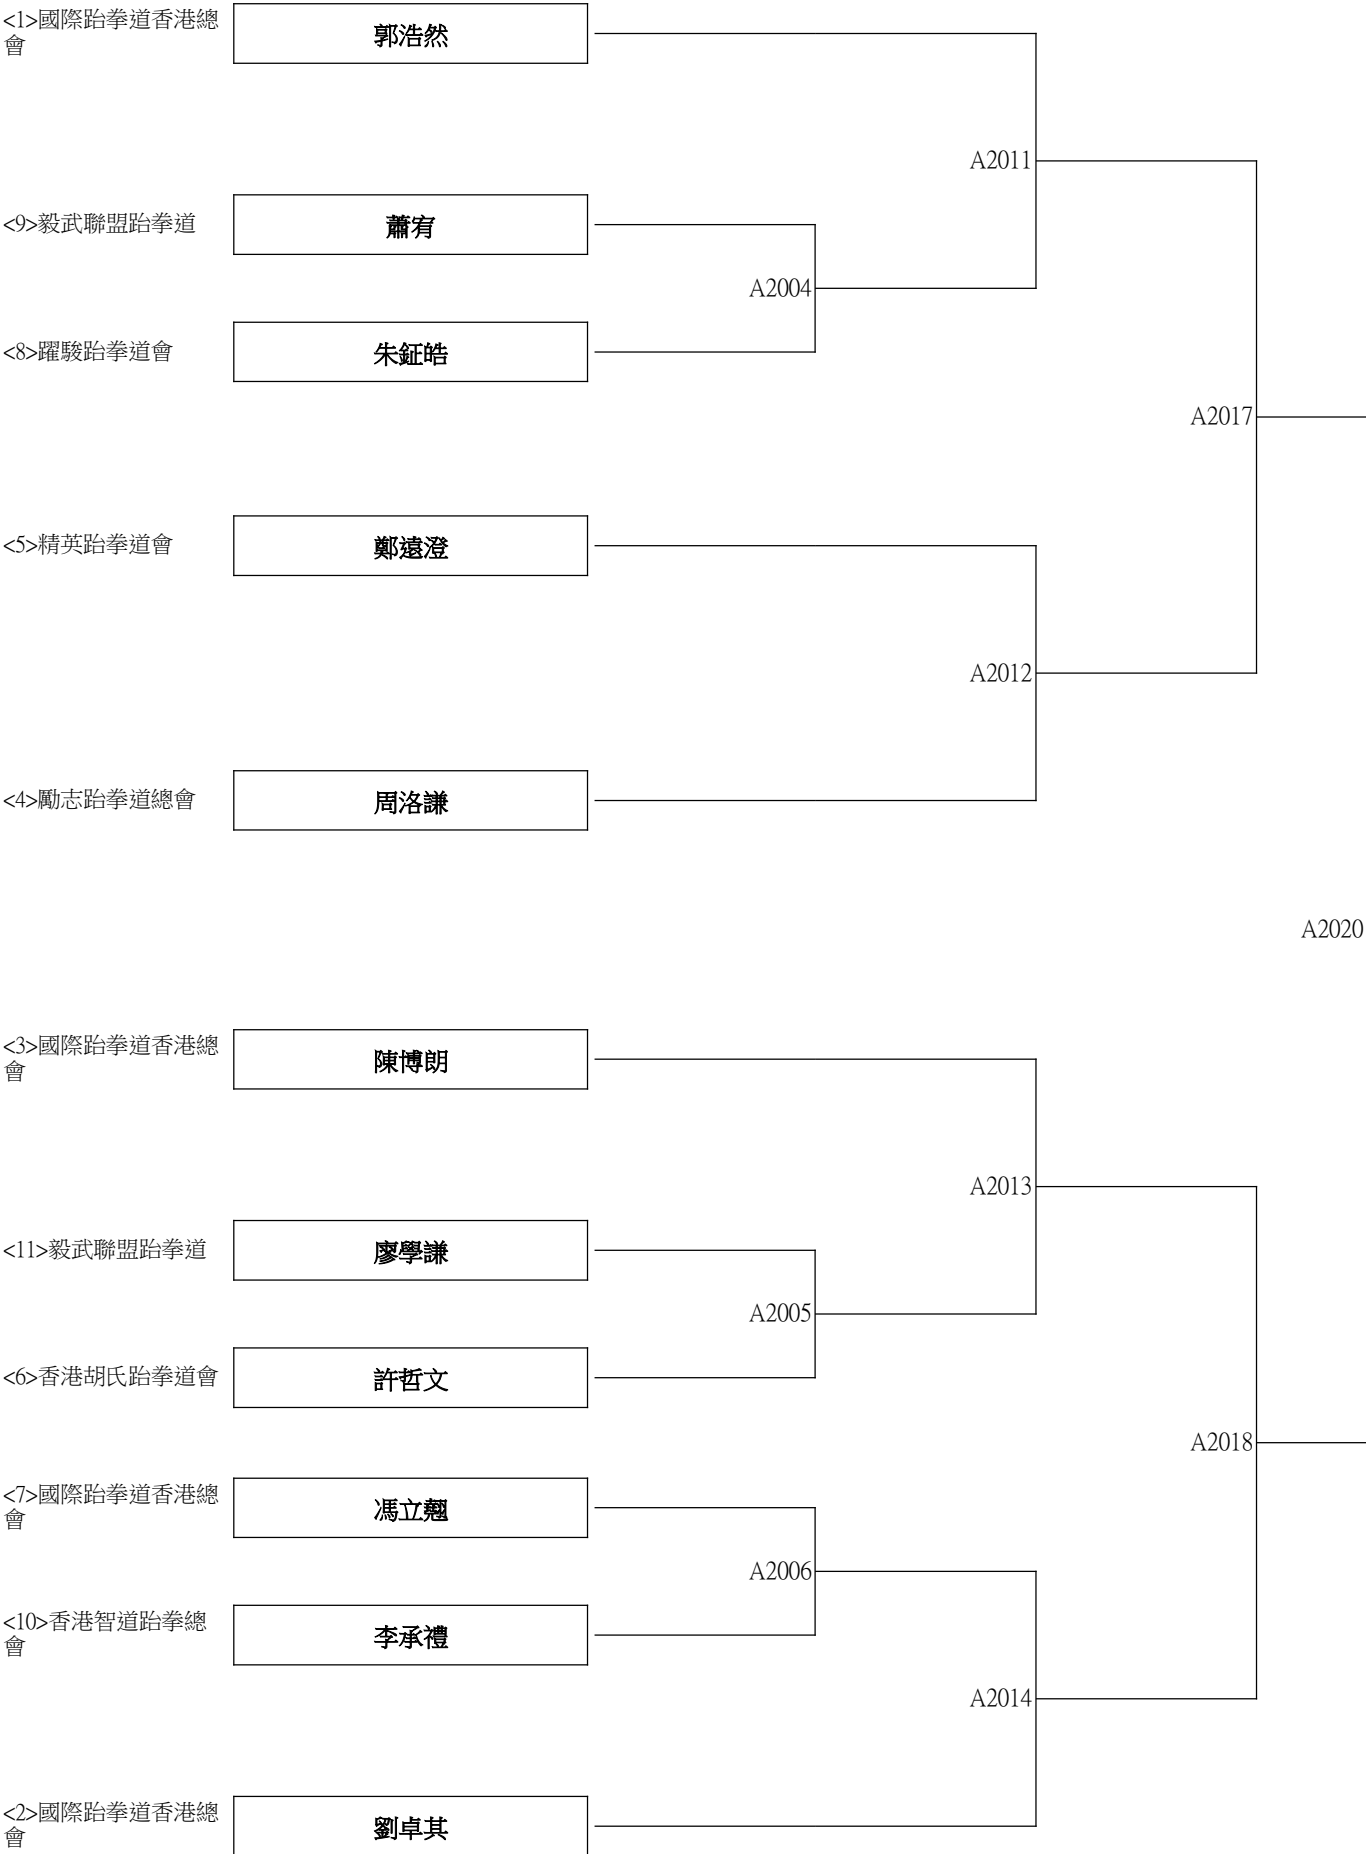 <1>國際跆拳道香港總
會
郭浩然
A2011
<9>毅武聯盟跆拳道
蕭宥
A2004
<8>躍駿跆拳道會
朱鉦皓
A2017
<5>精英跆拳道會
鄭遠澄
A2012
<4>勵志跆拳道總會
周洛謙
A2020
<3>國際跆拳道香港總
會
陳博朗
A2013
<11>毅武聯盟跆拳道
廖學謙
A2005
<6>香港胡氏跆拳道會
許哲文
A2018
<7>國際跆拳道香港總
會
馮立翹
A2006
<10>香港智道跆拳總
會
李承禮
A2014
<2>國際跆拳道香港總
會
劉卓其